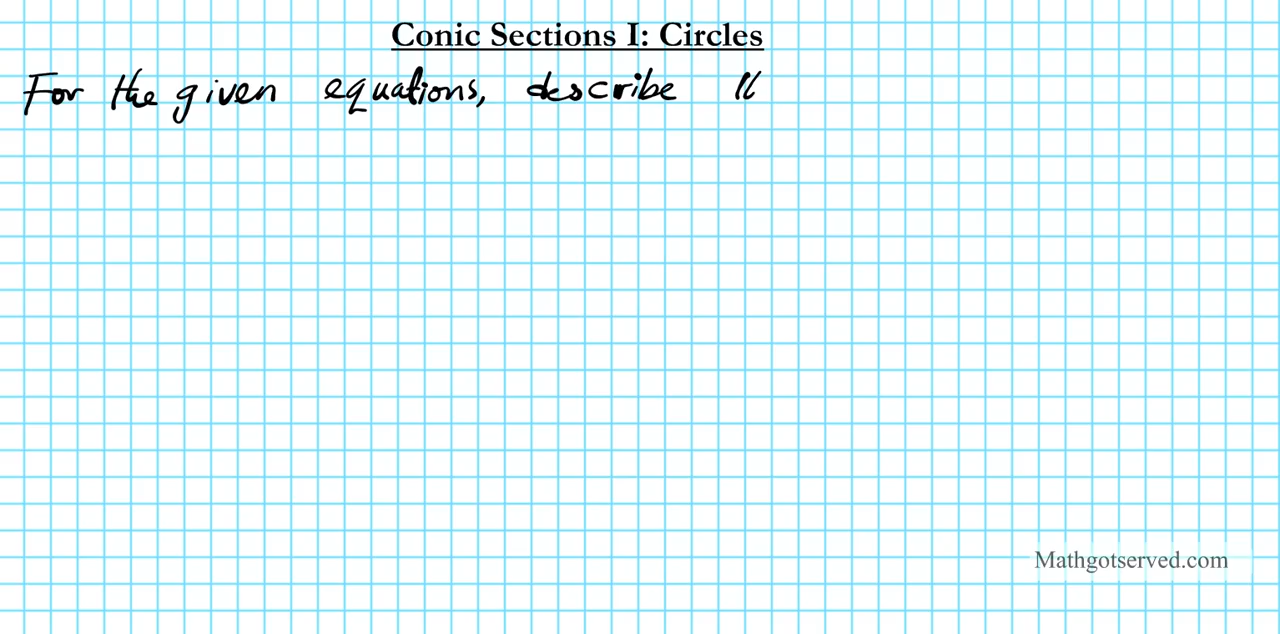 Conic Sections I: Circles
For the given equations, describe
Mathgotserved.com